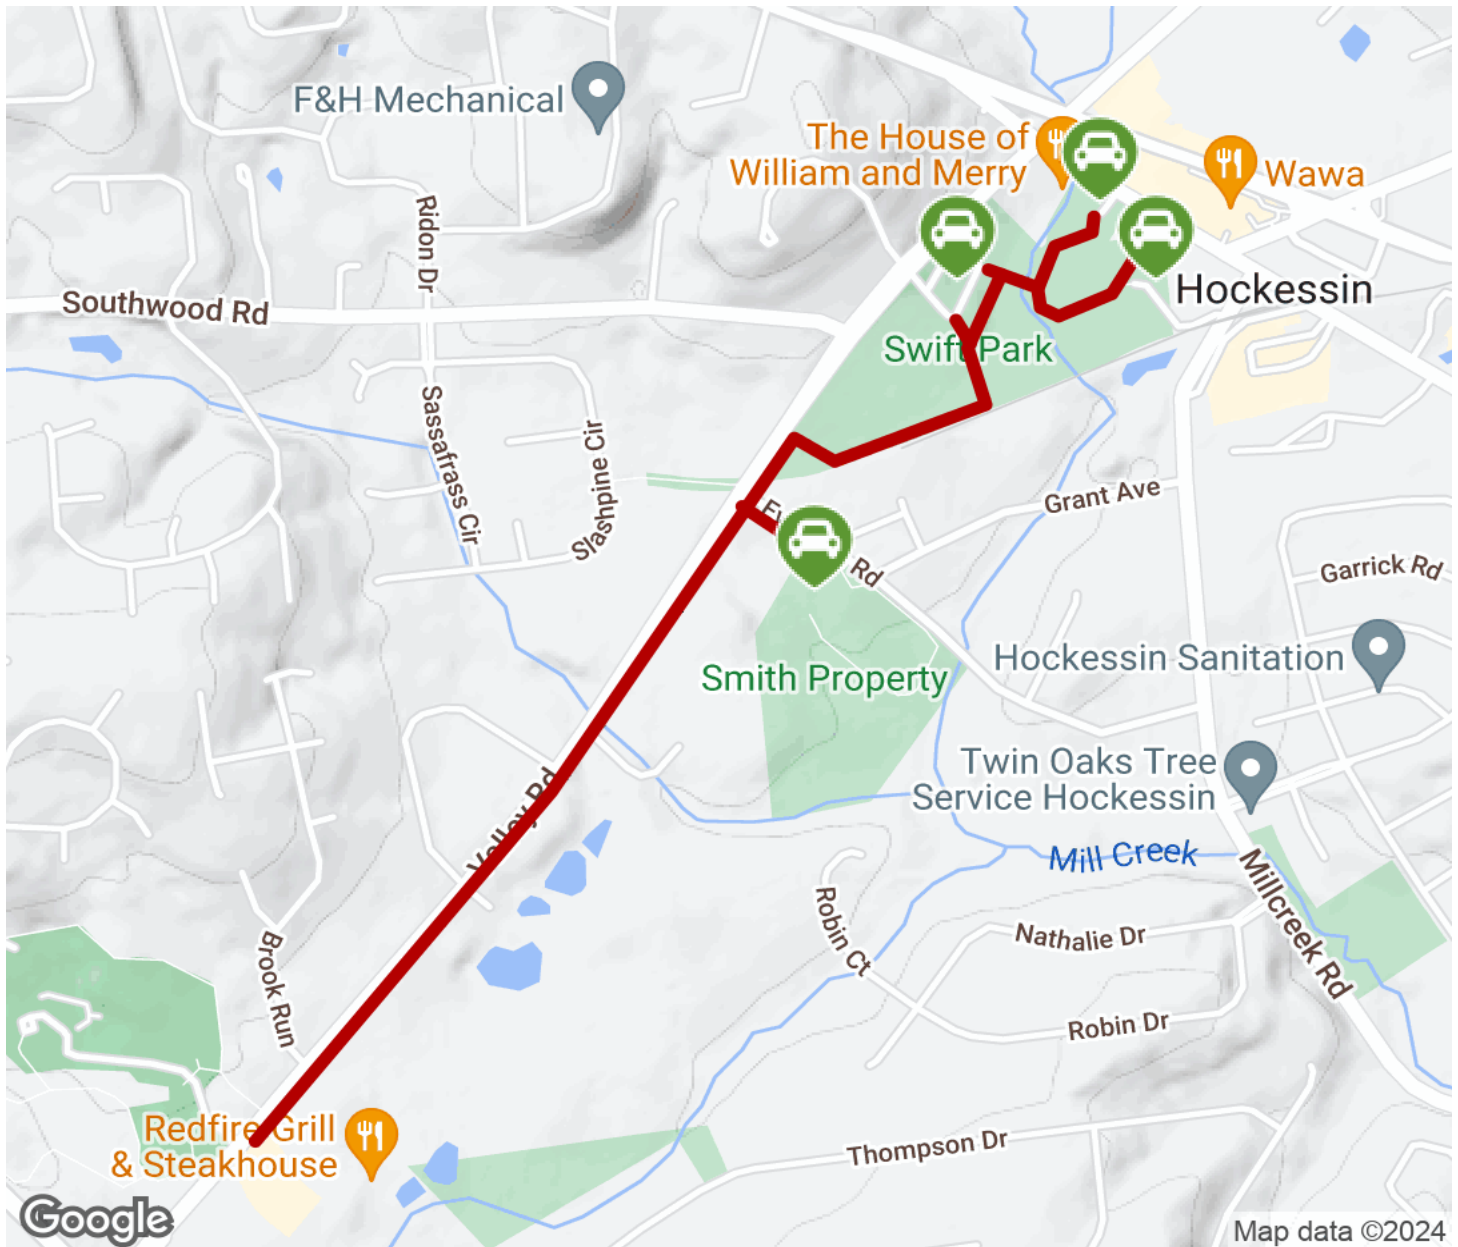 F&H Mechanical
The House of
William and Merry
Wawa
Ridon Dr
Hockessin
Southwood Rd
Swift Park
Sassafrass Cir
Slashpine Cir
Grant Ave
Rd
Garrick Rd
Hockessin Sanitation
Smith Property
Twin Oaks Tree
Service Hockessin
Valley Rd
Mill Creek
Millcreek Rd
Robin Ct
Nathalie Dr
Brook Run
Robin Dr
Redfire Grill
& Steakhouse
Thompson Dr
Google
Map data ©2024